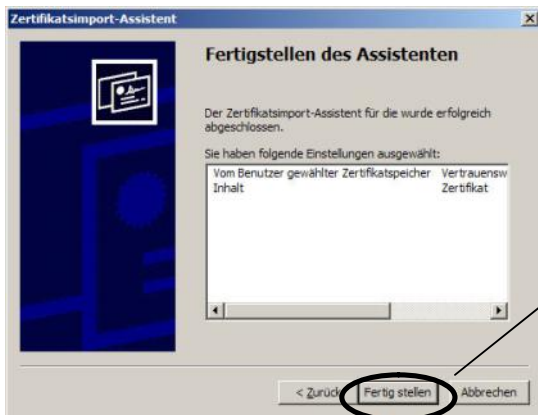 Zertifikatsimport-Assistent
Fertigstellen des Assistenten
Der Zertifikatsimport-Assistent für die wurde erfolgreich
abgeschlossen.
Sie haben folgende Einstellungen ausgewählt:
Vom Benutzer gewählter Zertifikatspeicher Vertrauensw
Inhalt Zertifikat
< Zurück Fertig stellen Abbrechen